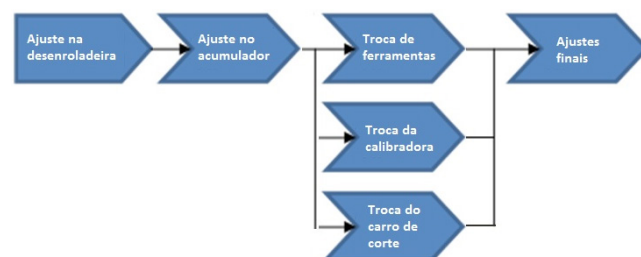 Ajuste na
desenroladeira
Ajuste no
acumulador
Troca de
ferramentas
Ajustes
finais
Troca da
calibradora
Troca do
carro de
corte